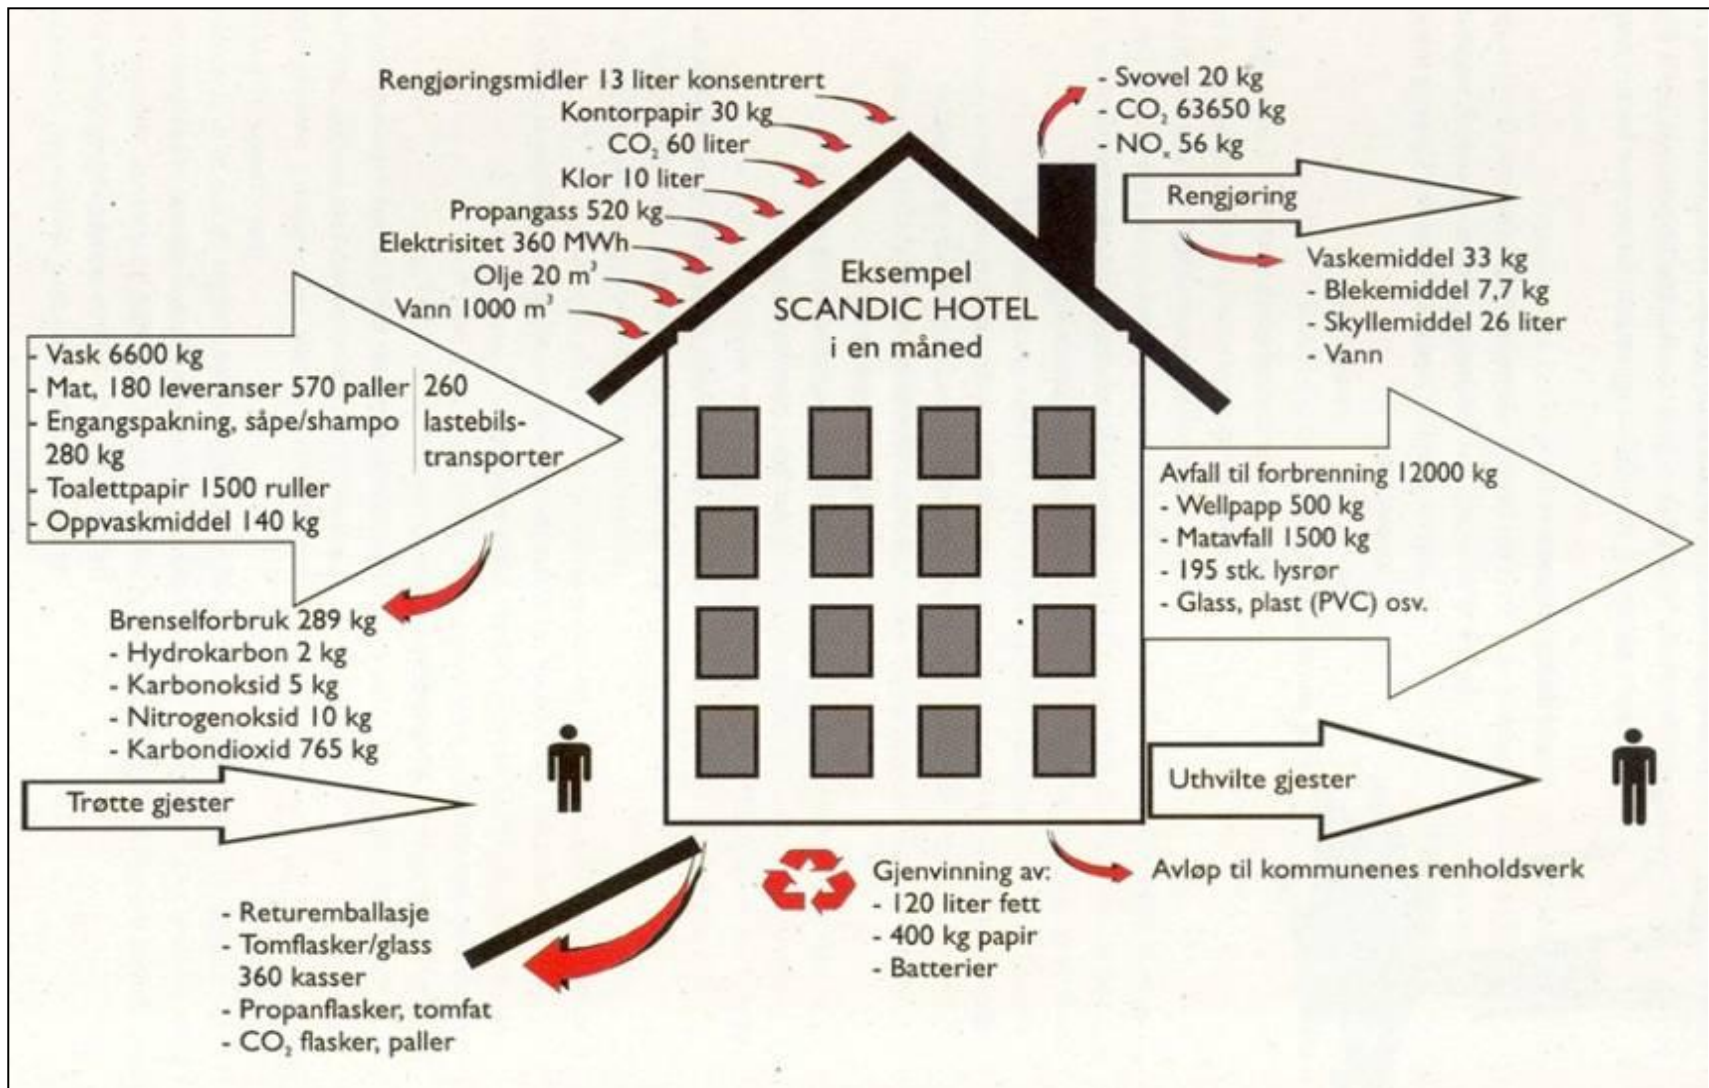 Rengjøringsmidler 13 liter konsentrert
Kontorpapir 30 kg
CO₂ 60 liter
Klor 10 liter
Propangass 520 kg
Elektrisitet 360 MWh
Olje 20 m³
Vann 1000 m³
- Svovel 20 kg
- CO₂ 63650 kg
- NOₓ 56 kg
Rengjøring
Vaskemiddel 33 kg
- Blekemiddel 7,7 kg
- Skyllemiddel 26 liter
- Vann
Eksempel
SCANDIC HOTEL
i en måned
- Vask 6600 kg
- Mat, 180 leveranser 570 paller
- Engangspakning, såpe/shampo
280 kg
- Toalettpapir 1500 ruller
- Oppvaskmiddel 140 kg
260
lastebils-
transporter
Avfall til forbrenning 12000 kg
- Wellpapp 500 kg
- Matavfall 1500 kg
- 195 stk. lysrør
- Glass, plast (PVC) osv.
Brenselforbruk 289 kg
- Hydrokarbon 2 kg
- Karbonoksid 5 kg
- Nitrogenoksid 10 kg
- Karbondioxid 765 kg
Trøtte gjester
Uthvilte gjester
- Returemballasje
- Tomflasker/glass
360 kasser
- Propanflasker, tomfat
- CO₂ flasker, paller
Gjenvinning av:
- 120 liter fett
- 400 kg papir
- Batterier
Avløp til kommunenes renholdsverk